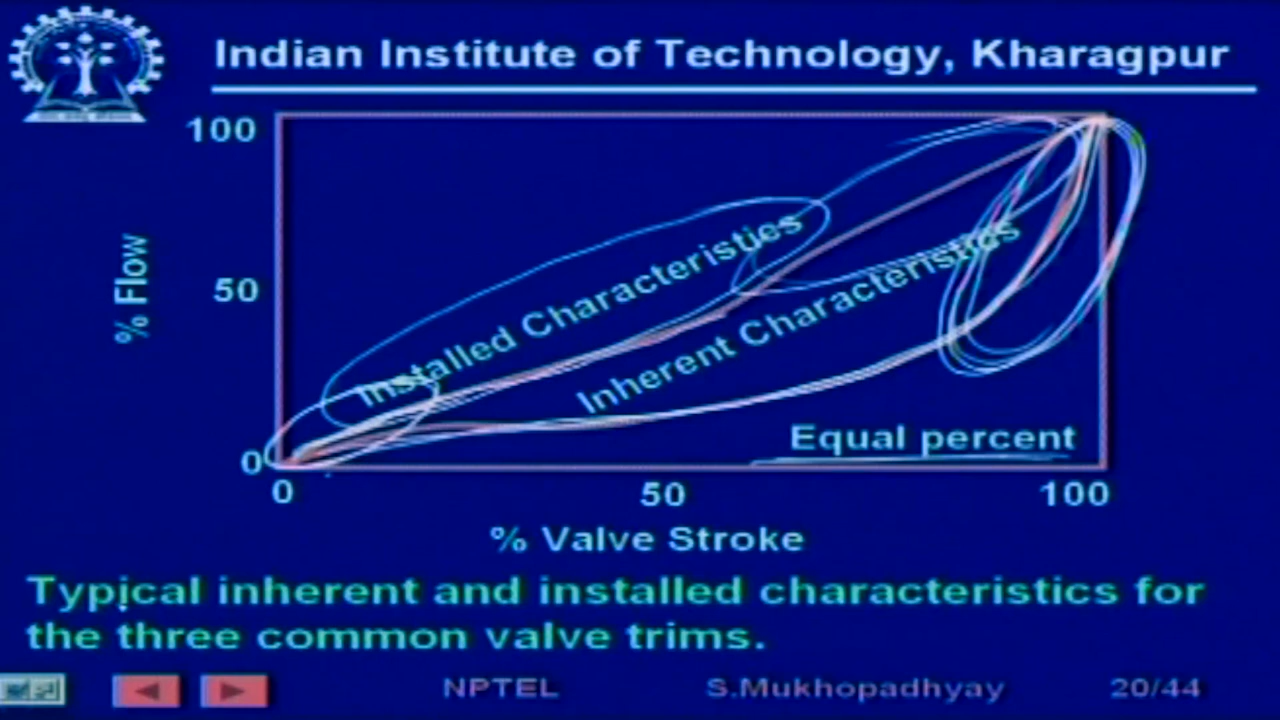 Indian Institute of Technology, Kharagpur
100
% Flow
50
0
Installed Characteristics
Inherent Characteristics
Equal percent
0 50 100
% Valve Stroke
Typical inherent and installed characteristics for
the three common valve trims.
NPTEL S.Mukhopadhyay 20/44